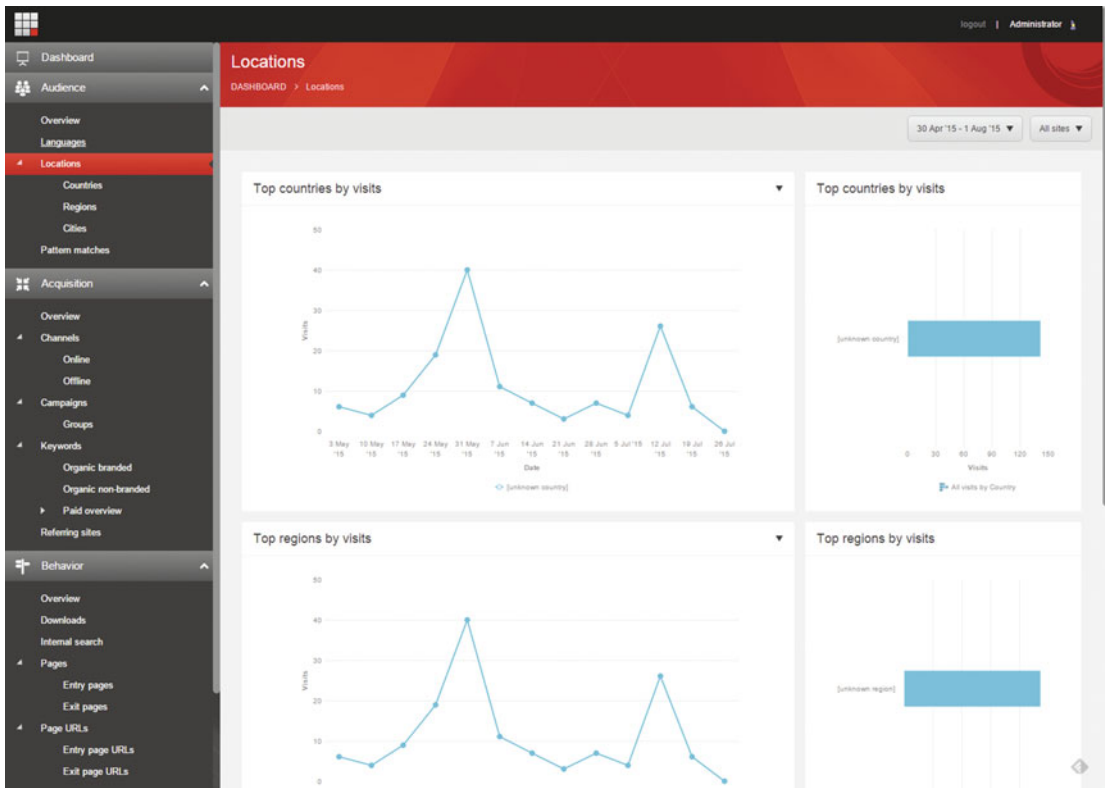 logout | Administrator
Dashboard
Audience
Overview
Languages
Locations
Countries
Regions
Cities
Pattern matches
Acquisition
Overview
Channels
Online
Offline
Campaigns
Groups
Keywords
Organic branded
Organic non-branded
Paid overview
Referring sites
Behavior
Overview
Downloads
Internal search
Pages
Entry pages
Exit pages
Page URLs
Entry page URLs
Exit page URLs
Locations
DASHBOARD > Locations
30 Apr '15 - 1 Aug '15 All sites
Top countries by visits
50
40
30
20
10
0
Visits
3 May '15 10 May '15 17 May '15 24 May '15 31 May '15 7 Jun '15 14 Jun '15 21 Jun '15 28 Jun '15 5 Jul '15 12 Jul '15 19 Jul '15 26 Jul '15
Date
[unknown country]
Top countries by visits
[unknown country]
0 30 60 90 120 150
Visits
All visits by Country
Top regions by visits
50
40
30
20
10
0
Visits
Top regions by visits
[unknown region]